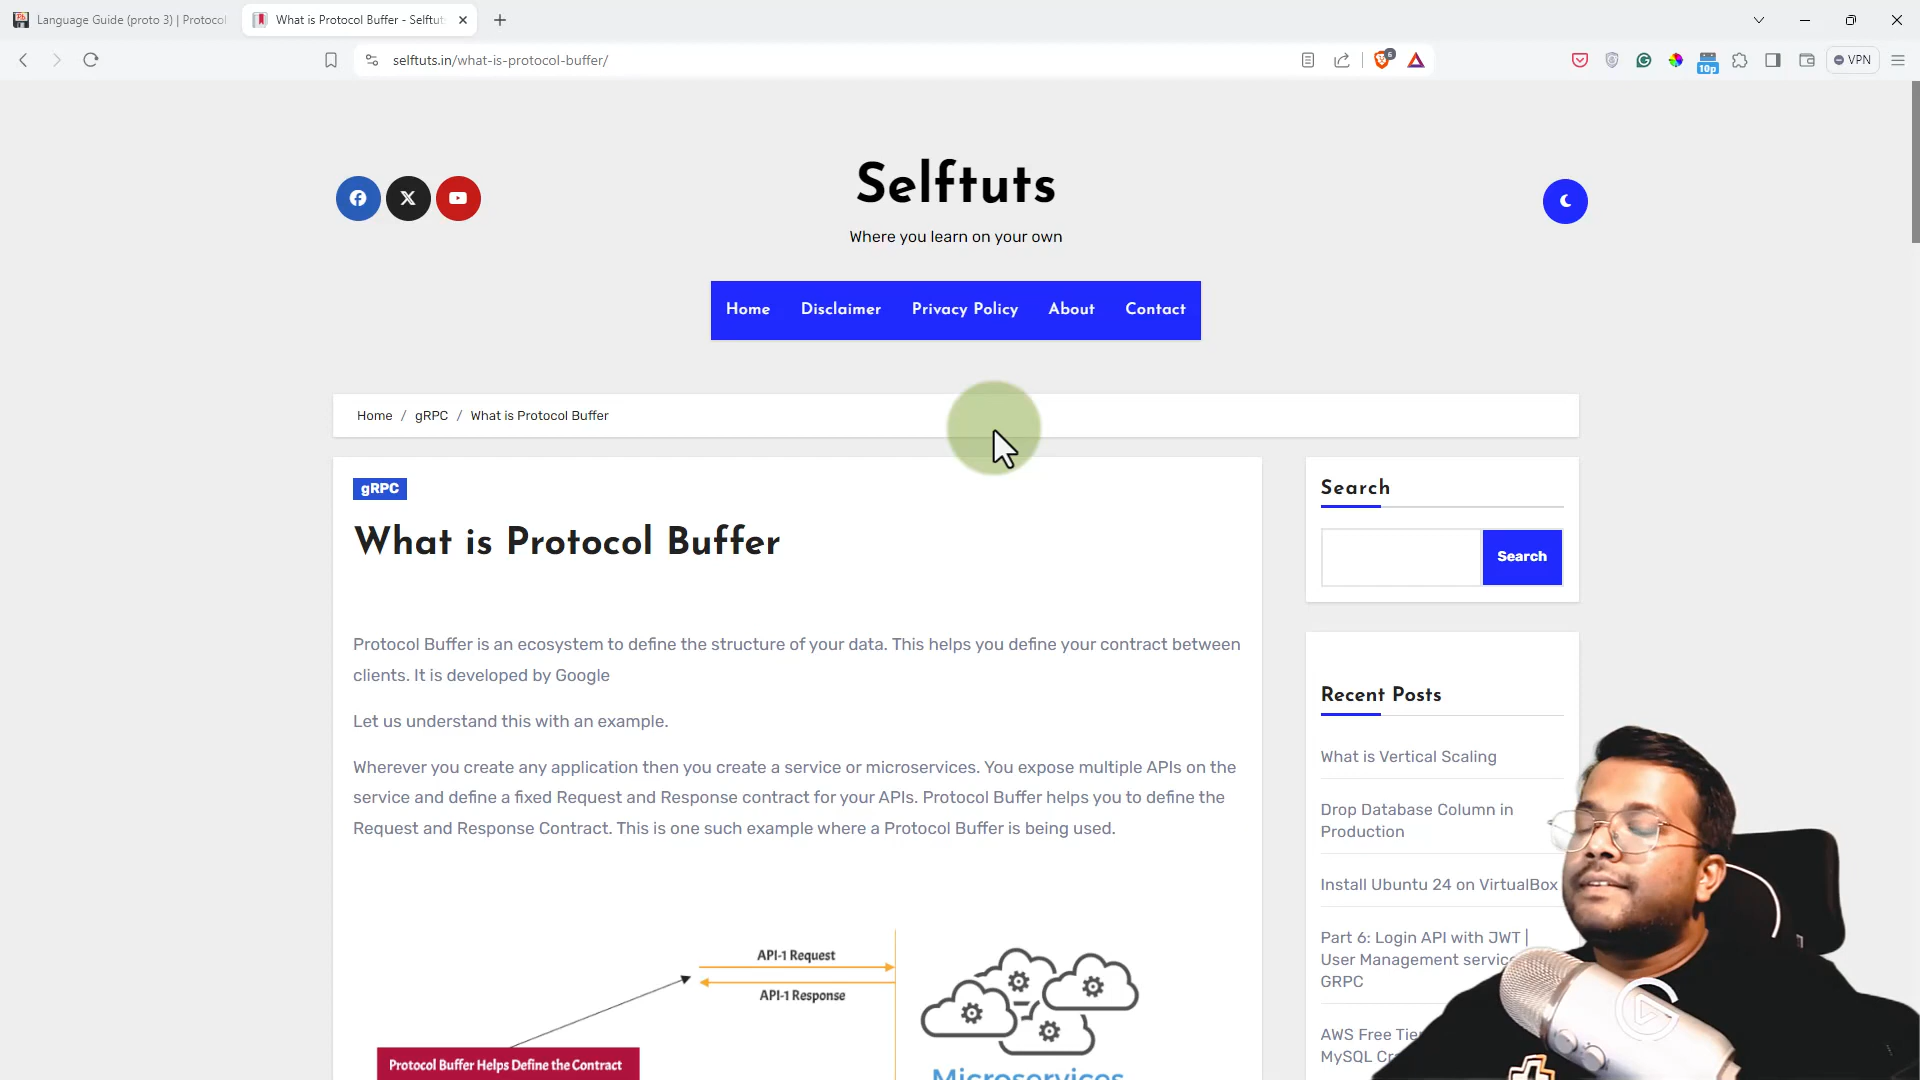 Language Guide (proto 3) | Protocol
What is Protocol Buffer - Selftut
selftuts.in/what-is-protocol-buffer/
6
10p
VPN
Selftuts
Where you learn on your own
Home Disclaimer Privacy Policy About Contact
Home / gRPC / What is Protocol Buffer
gRPC
What is Protocol Buffer
Protocol Buffer is an ecosystem to define the structure of your data. This helps you define your contract between
clients. It is developed by Google
Let us understand this with an example.
Wherever you create any application then you create a service or microservices. You expose multiple APIs on the
service and define a fixed Request and Response contract for your APIs. Protocol Buffer helps you to define the
Request and Response Contract. This is one such example where a Protocol Buffer is being used.
API-1 Request
API-1 Response
Protocol Buffer Helps Define the Contract
Microservices
Search
Search
Recent Posts
What is Vertical Scaling
Drop Database Column in
Production
Install Ubuntu 24 on VirtualBox
Part 6: Login API with JWT |
User Management servic
GRPC
AWS Free Tie
MySQL Cr